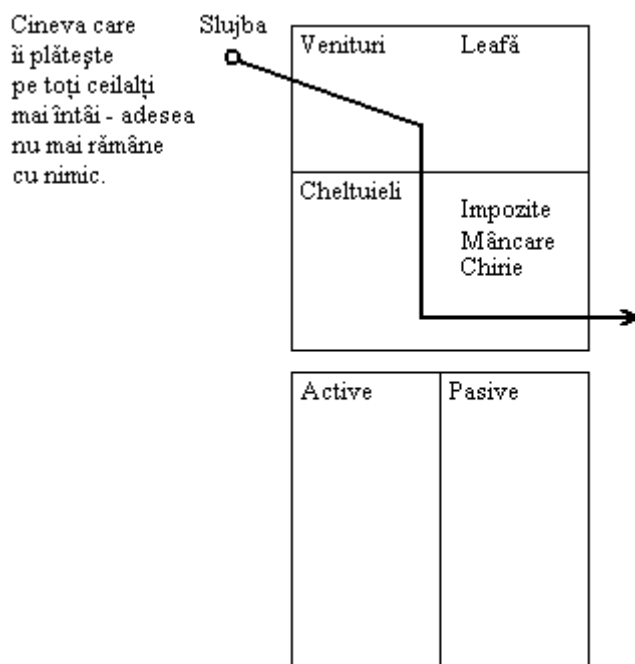 Cineva care
îi plătește
pe toți ceilalți
mai întâi - adesea
nu mai rămâne
cu nimic.
Slujba
Venituri Leafă
Cheltuieli
Impozite
Mâncare
Chirie
Active Pasive